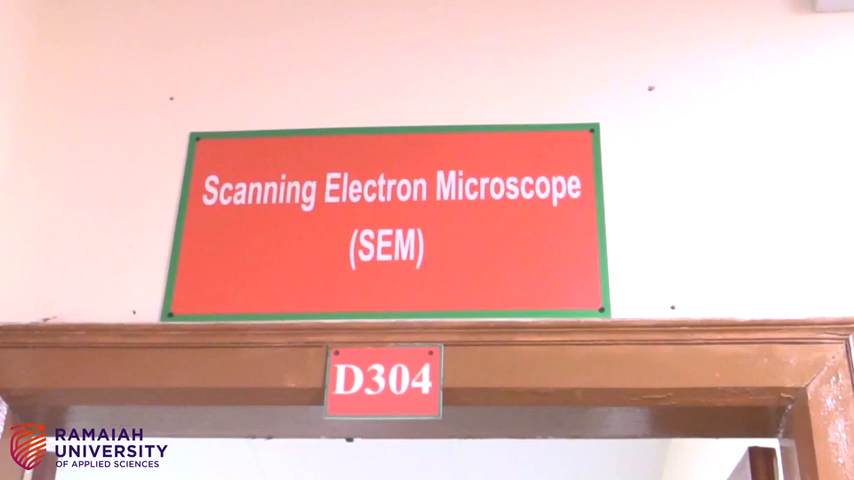 Scanning Electron Microscope
(SEM)
D304
RAMAIAH
UNIVERSITY
OF APPLIED SCIENCES